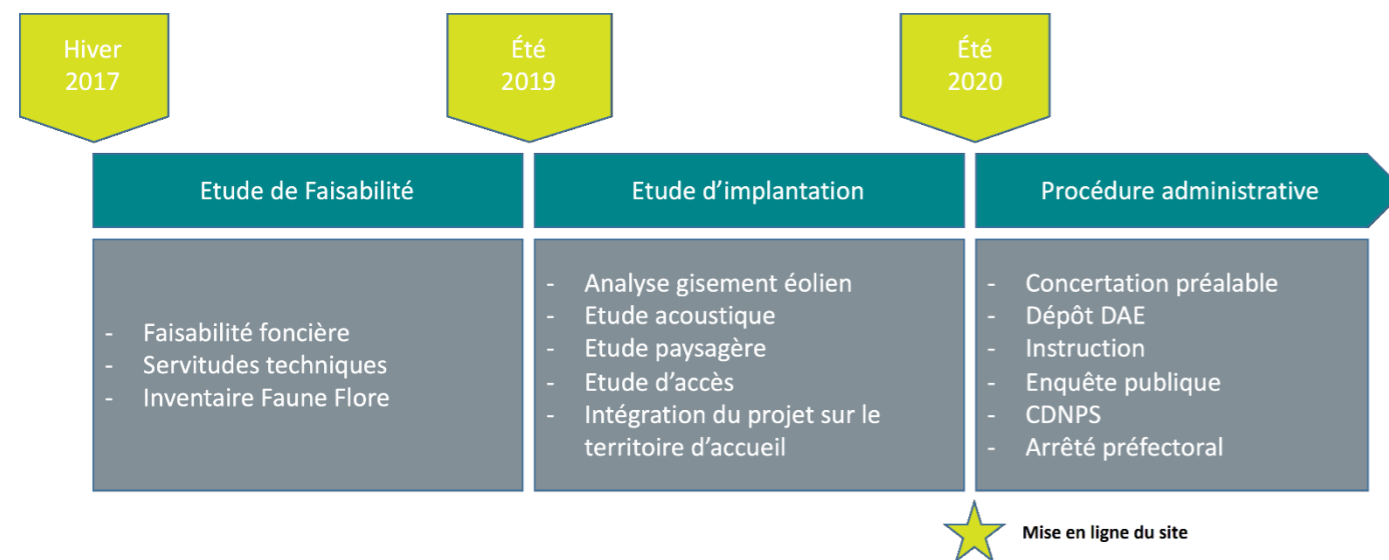 Hiver
2017
Été
2019
Été
2020
Etude de Faisabilité
Etude d’implantation
Procédure administrative
- Faisabilité foncière
- Servitudes techniques
- Inventaire Faune Flore
- Analyse gisement éolien
- Etude acoustique
- Etude paysagère
- Etude d’accès
- Intégration du projet sur le
territoire d’accueil
- Concertation préalable
- Dépôt DAE
- Instruction
- Enquête publique
- CDNPS
- Arrêté préfectoral
Mise en ligne du site